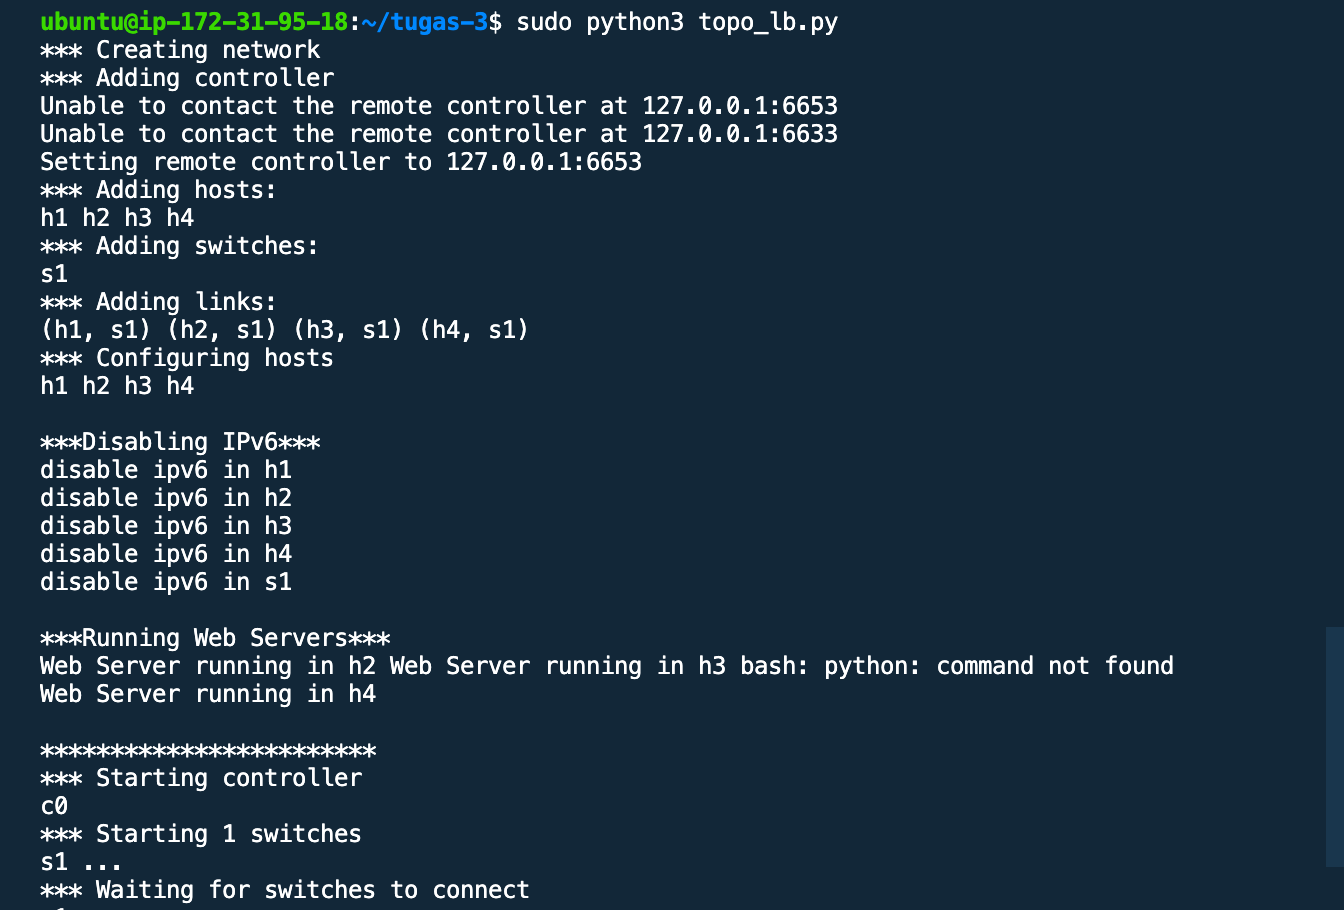 ubuntu@ip-172-31-95-18:~/tugas-3$ sudo python3 topo_lb.py
*** Creating network
*** Adding controller
Unable to contact the remote controller at 127.0.0.1:6653
Unable to contact the remote controller at 127.0.0.1:6633
Setting remote controller to 127.0.0.1:6653
*** Adding hosts:
h1 h2 h3 h4
*** Adding switches:
s1
*** Adding links:
(h1, s1) (h2, s1) (h3, s1) (h4, s1)
*** Configuring hosts
h1 h2 h3 h4
***Disabling IPv6***
disable ipv6 in h1
disable ipv6 in h2
disable ipv6 in h3
disable ipv6 in h4
disable ipv6 in s1
***Running Web Servers***
Web Server running in h2 Web Server running in h3 bash: python: command not found
Web Server running in h4
************************
*** Starting controller
c0
*** Starting 1 switches
s1 ...
*** Waiting for switches to connect